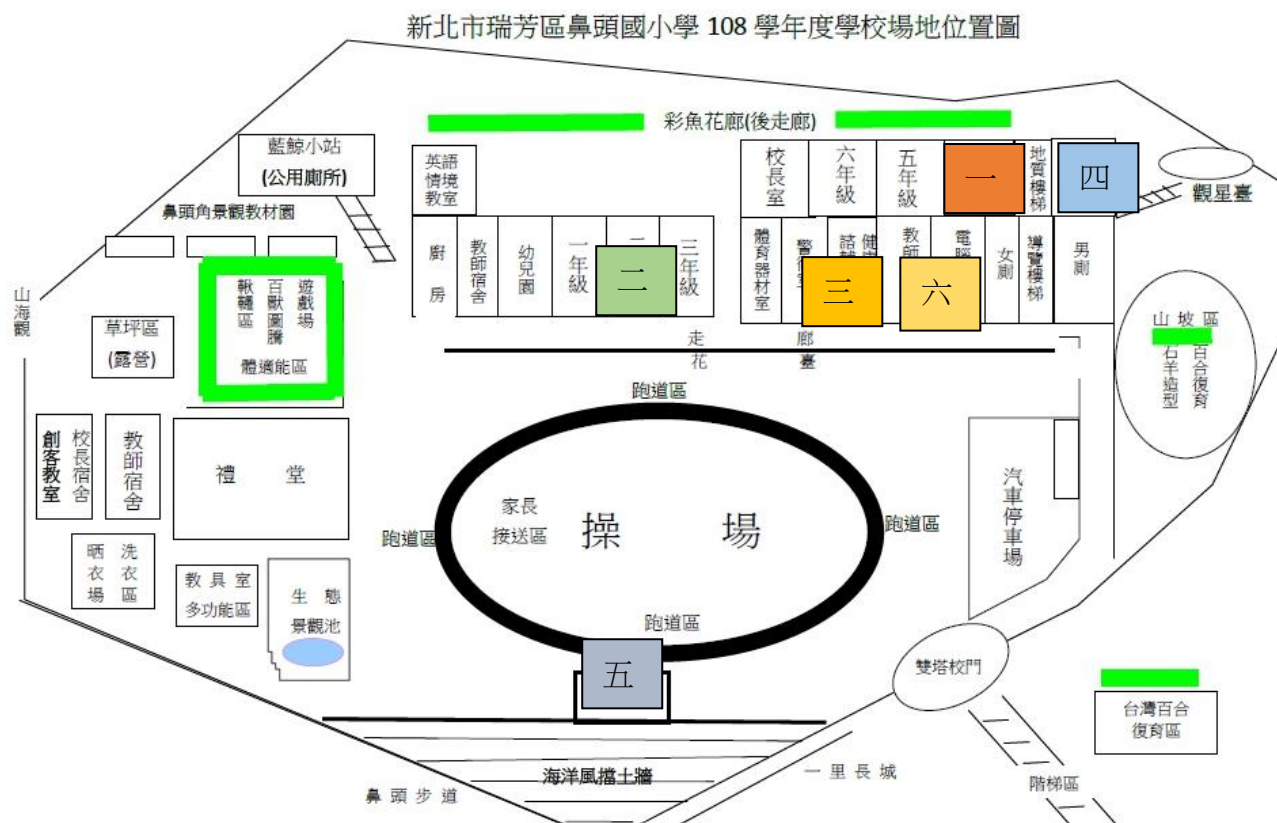 新北市瑞芳區鼻頭國小學 108 學年度學校場地位置圖
彩魚花廊(後走廊)
藍鯨小站
(公用廁所)
鼻頭角景觀教材園
英語
情境
教室
校長室
六年級
五年級
一
地質樓梯
四
觀星臺
廚房
教師宿舍
幼兒園
一年級
二
三年級
體育器材室
三
教師
六
電腦
女廁
導覽樓梯
男廁
山海觀
遊戲場
百獸圖騰
鞦韆區
體適能區
草坪區
(露營)
走廊
花臺
山坡區
百合復育
石羊造型
跑道區
校長宿舍
創客教室
教師宿舍
禮堂
家長
接送區
操場
跑道區
跑道區
汽車停車場
洗衣區
晒衣場
教具室
多功能區
生態
景觀池
跑道區
五
雙塔校門
台灣百合
復育區
海洋風擋土牆
一里長城
鼻頭步道
階梯區